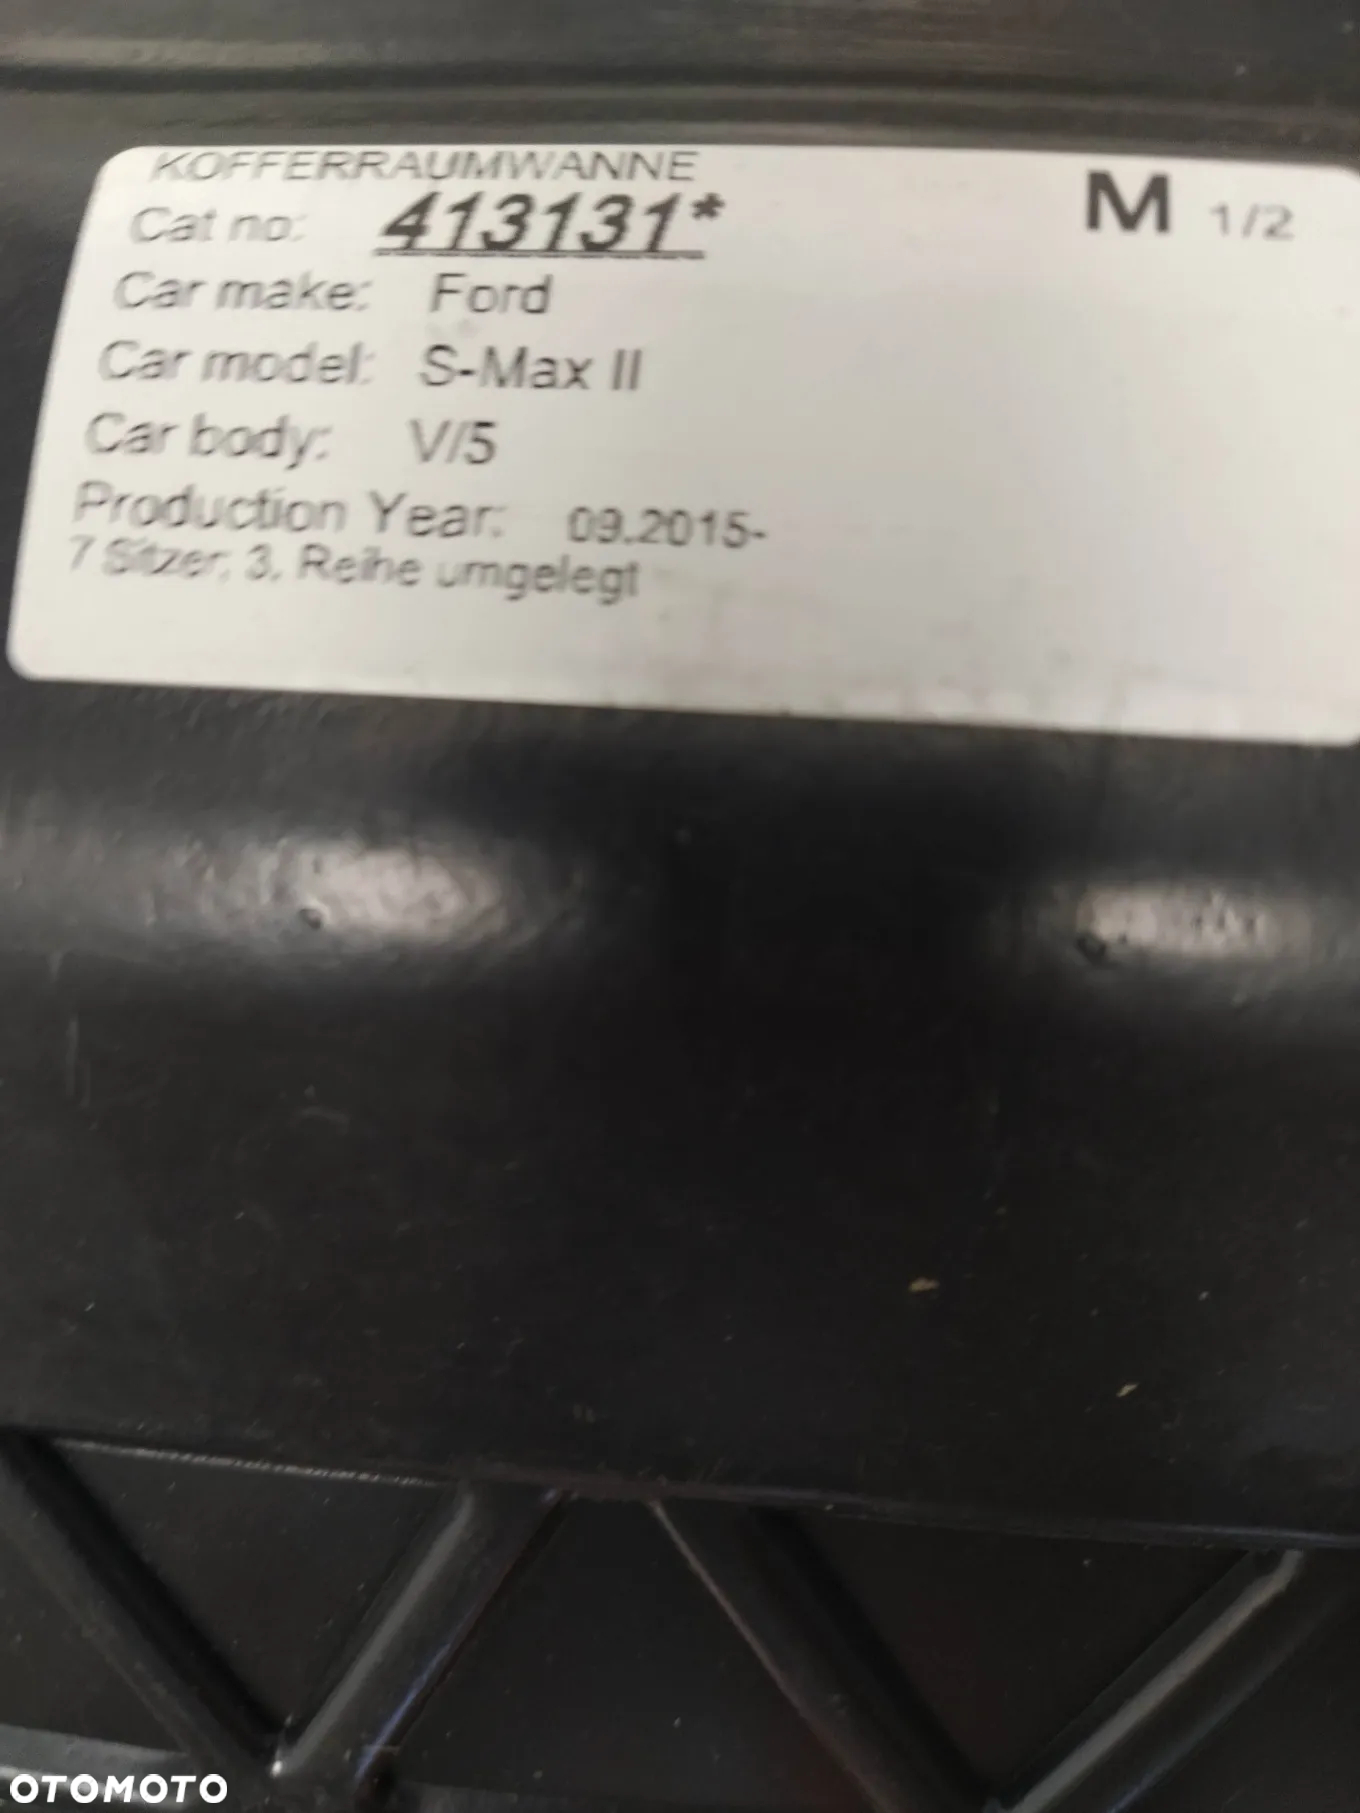 KOFFERRAUMWANNE
M 1/2
Cat no: 413131*
Car make: Ford
Car model: S-Max II
Car body: V/5
Production Year: 09.2015-
7 Sitzer, 3. Reihe umgelegt
OTOMOTO